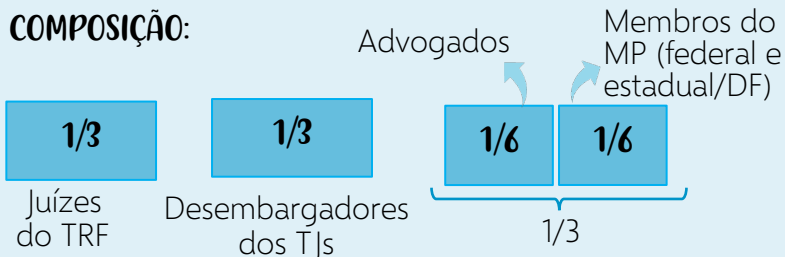 COMPOSIÇÃO:
Advogados
Membros do
MP (federal e
estadual/DF)
1/3
1/3
1/6
1/6
Juízes
do TRF
Desembargadores
dos TJs
1/3